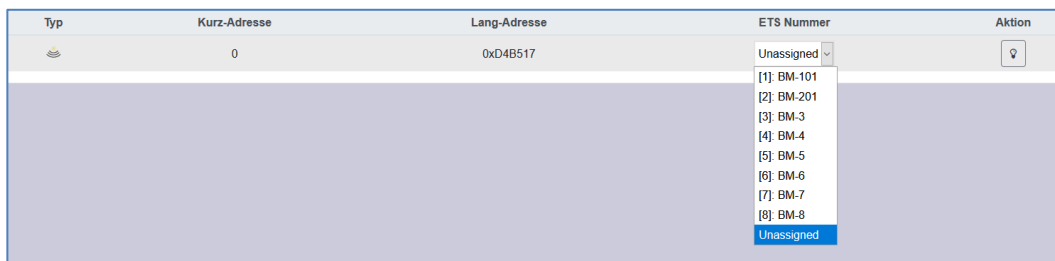 Typ Kurz-Adresse Lang-Adresse ETS Nummer Aktion
0 0xD4B517 Unassigned
[1]: BM-101
[2]: BM-201
[3]: BM-3
[4]: BM-4
[5]: BM-5
[6]: BM-6
[7]: BM-7
[8]: BM-8
Unassigned